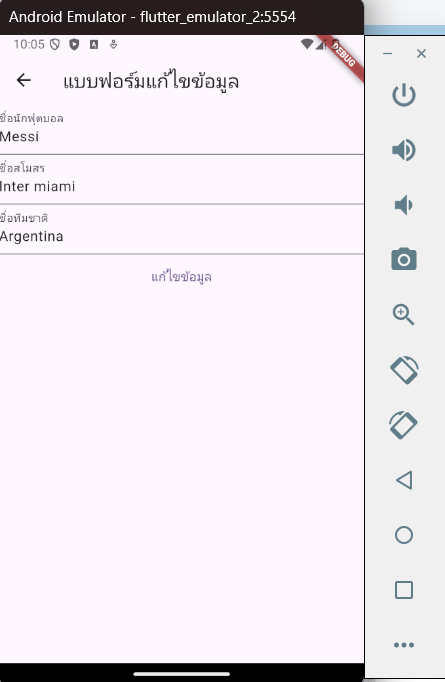 Android Emulator - flutter_emulator_2:5554
10:05
DEBUG
แบบฟอร์มแก้ไขข้อมูล
ชื่อนักฟุตบอล
Messi
ชื่อสโมสร
Inter miami
ชื่อทีมชาติ
Argentina
แก้ไขข้อมูล